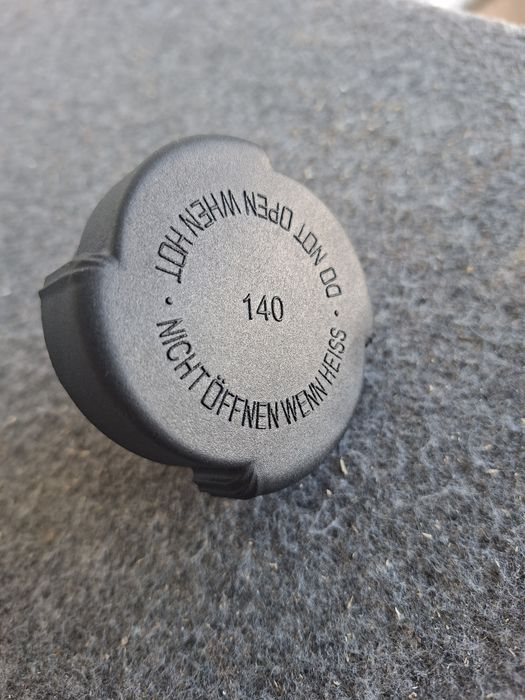 DO NOT OPEN WHEN HOT
140
NICHT ÖFFNEN WENN HEISS